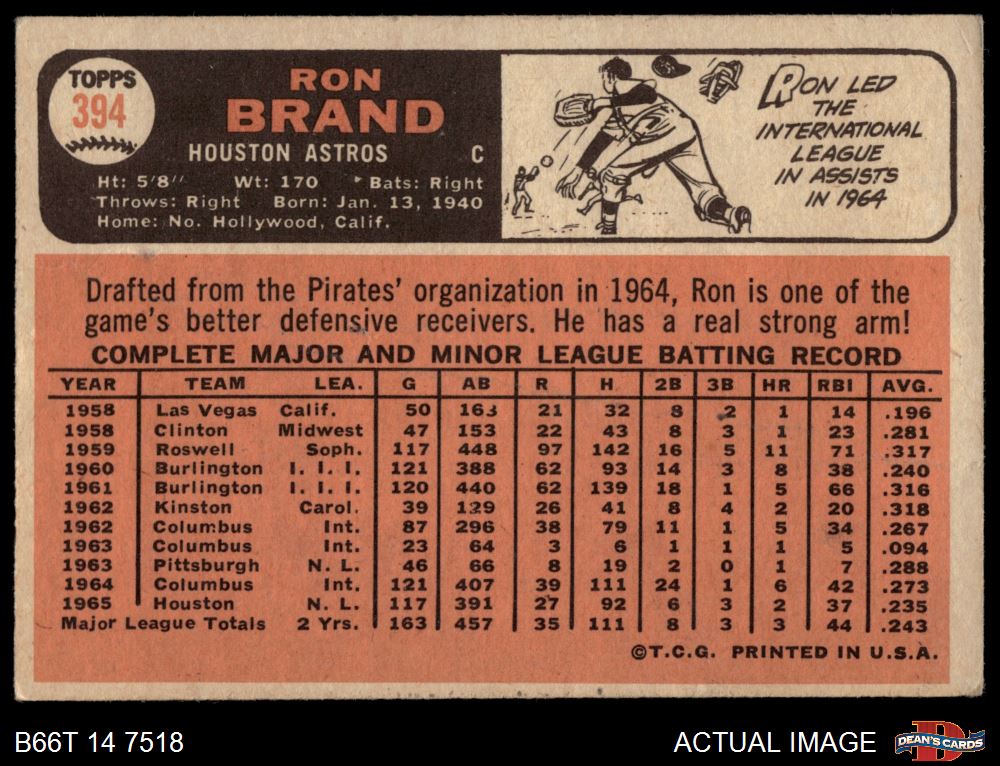 TOPPS
394
RON
BRAND
HOUSTON ASTROS C
Ht: 5'8" Wt: 170 Bats: Right
Throws: Right Born: Jan. 13, 1940
Home: No. Hollywood, Calif.
RON LED
THE
INTERNATIONAL
LEAGUE
IN ASSISTS
IN 1964
Drafted from the Pirates' organization in 1964, Ron is one of the
game's better defensive receivers. He has a real strong arm!
COMPLETE MAJOR AND MINOR LEAGUE BATTING RECORD
YEAR TEAM LEA. G AB R H 2B 3B HR RBI AVG.
1958 Las Vegas Calif. 50 163 21 32 8 2 1 14 .196
1958 Clinton Midwest 47 153 22 43 8 3 1 23 .281
1959 Roswell Soph. 117 448 97 142 16 5 11 71 .317
1960 Burlington I. I. I. 121 388 62 93 14 3 8 38 .240
1961 Burlington I. I. I. 120 440 62 139 18 1 5 66 .316
1962 Kinston Carol. 39 129 26 41 8 4 2 20 .318
1962 Columbus Int. 87 296 38 79 11 1 5 34 .267
1963 Columbus Int. 23 64 3 6 1 1 1 5 .094
1963 Pittsburgh N. L. 46 66 8 19 2 0 1 7 .288
1964 Columbus Int. 121 407 39 111 24 1 6 42 .273
1965 Houston N. L. 117 391 27 92 6 3 2 37 .235
Major League Totals 2 Yrs. 163 457 35 111 8 3 3 44 .243
©T.C.G. PRINTED IN U.S.A.
B66T 14 7518 ACTUAL IMAGE DEAN'S CARDS